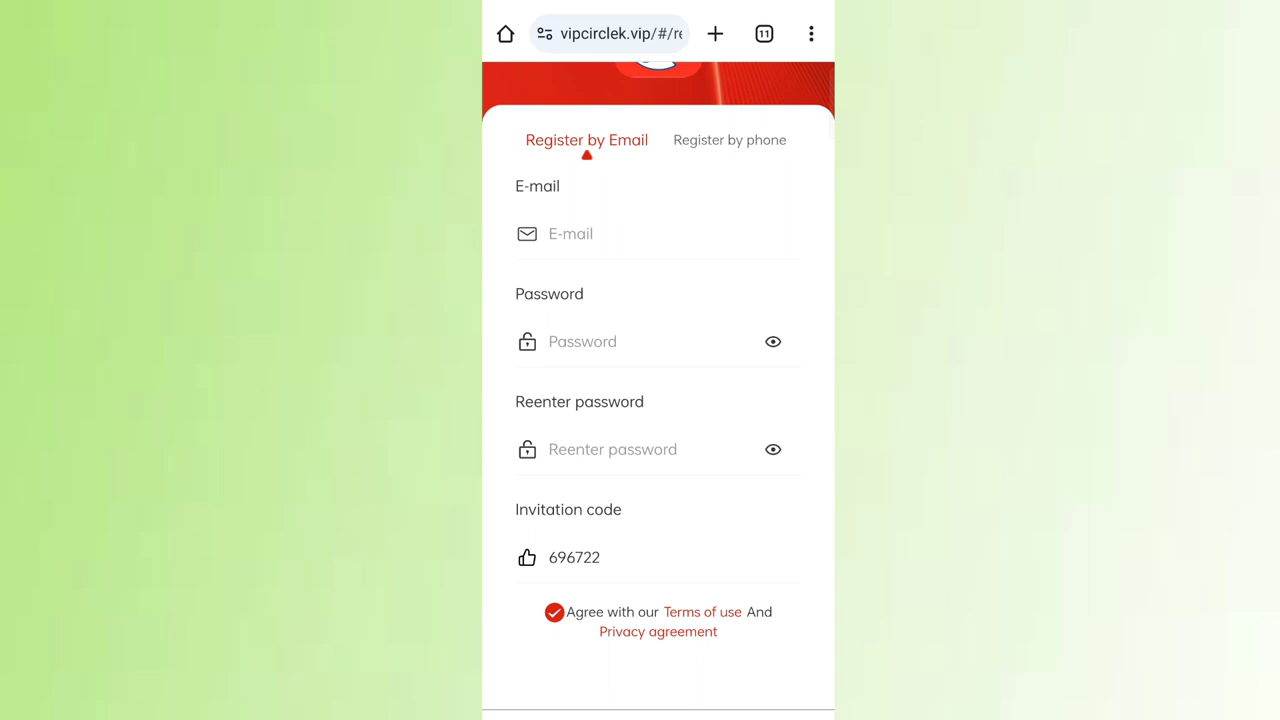 vipcirclek.vip/#/re
11
Register by Email
Register by phone
E-mail
E-mail
Password
Password
Reenter password
Reenter password
Invitation code
696722
Agree with our Terms of use And
Privacy agreement